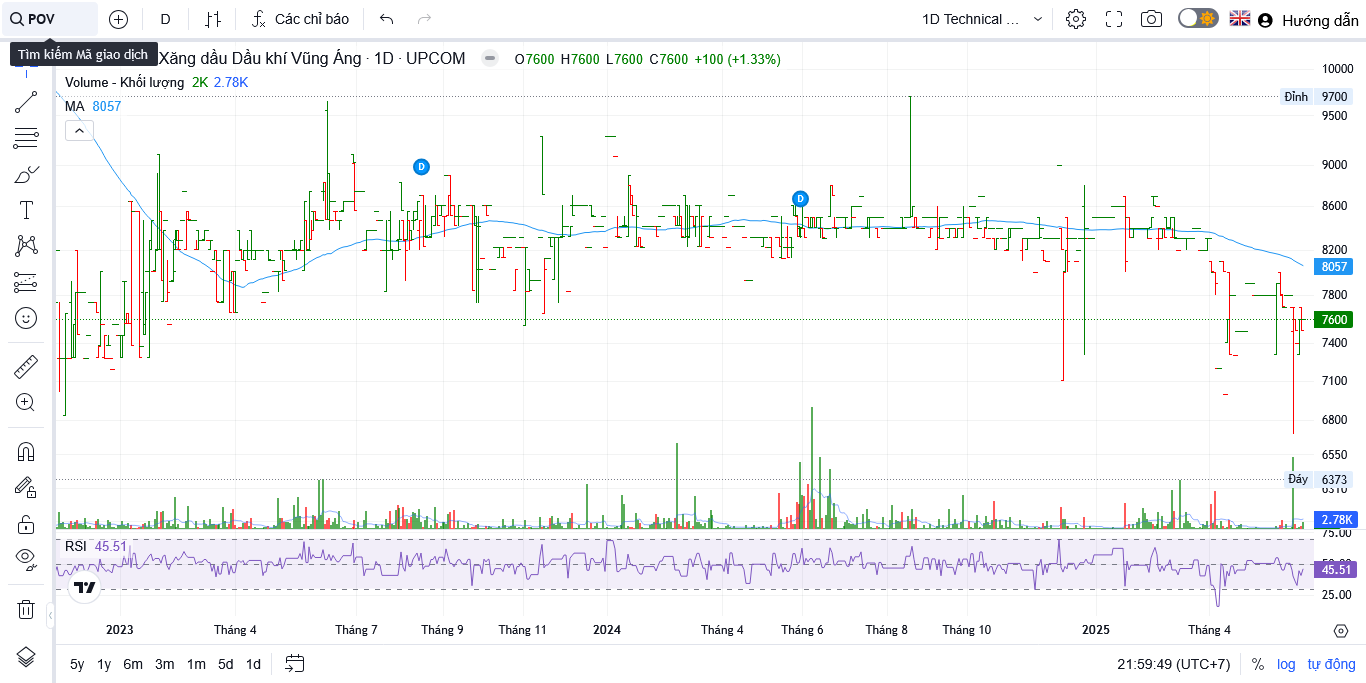 POV
D
Các chỉ báo
1D Technical ...
Hướng dẫn
Tìm kiếm Mã giao dịch
Xăng dầu Dầu khí Vũng Áng · 1D · UPCOM
O7600 H7600 L7600 C7600 +100 (+1.33%)
Volume - Khối lượng 2K 2.78K
MA 8057
10000
Đỉnh 9700
9500
9000
8600
8200
8057
7800
7600
7400
7100
6800
6550
Đáy 6373
6310
2.78K
D
D
RSI 45.51
75.00
45.51
25.00
2023 Tháng 4 Tháng 7 Tháng 9 Tháng 11 2024 Tháng 4 Tháng 6 Tháng 8 Tháng 10 2025 Tháng 4
5y 1y 6m 3m 1m 5d 1d
21:59:49 (UTC+7) % log tự động